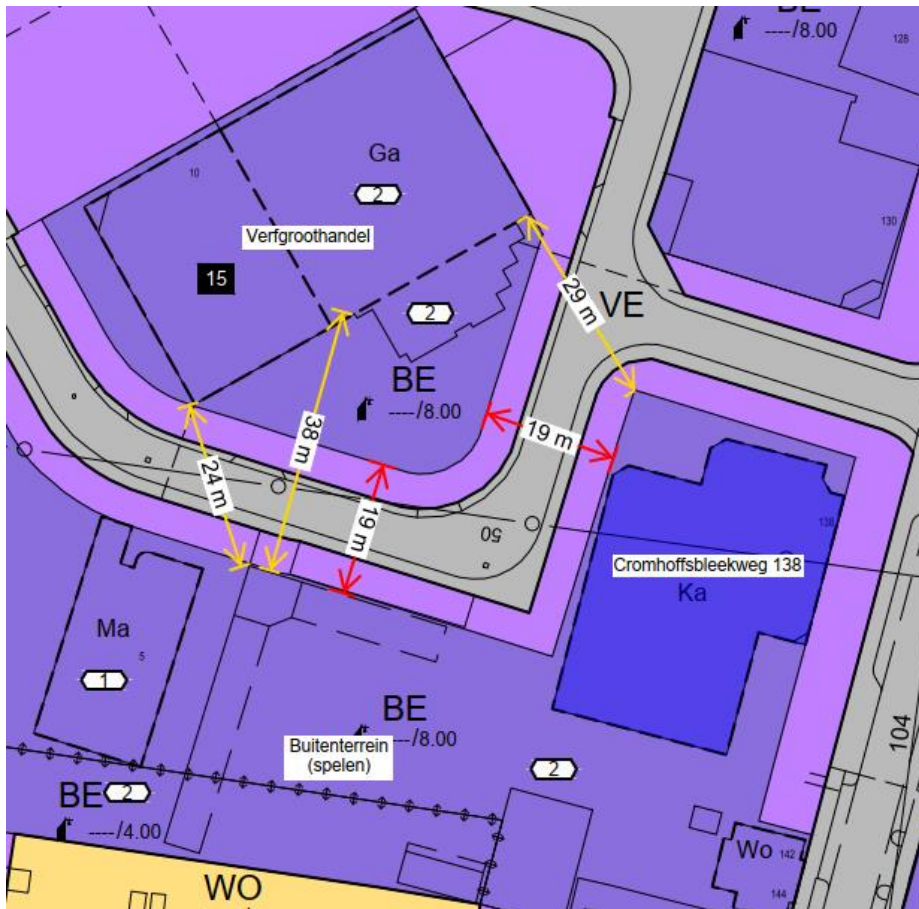 BE
----/8.00
128
Ga
10
2
Verfgroothandel
130
15
2
29 m
VE
BE
----/8.00
38 m
24 m
19 m
19 m
50
138
Cromhoffsbleekweg 138
Ka
Ma
5
1
BE
----/8.00
Buitenterrein
(spelen)
104
2
BE
2
----/4.00
Wo
142
144
WO